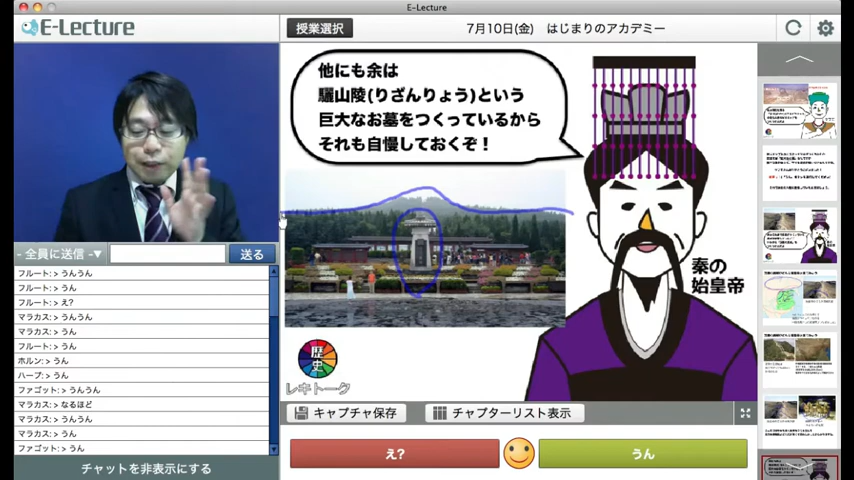 E-Lecture
E-Lecture
授業選択
7月10日(金) はじまりのアカデミー
他にも余は
驪山陵(りざんりょう)という
巨大なお墓をつくっているから
それも自慢しておくぞ!
秦の
始皇帝
歴史
レキトーク
- 全員に送信 -
送る
フルート: > うんうん
フルート: > うん
フルート: > え?
マラカス: > うんうん
マラカス: > うん
フルート: > うん
ホルン: > うん
ハープ: > うん
ファゴット: > うんうん
マラカス: > なるほど
マラカス: > うんうん
マラカス: > うん
ファゴット: > うん
チャットを非表示にする
キャプチャ保存
チャプターリスト表示
え?
うん